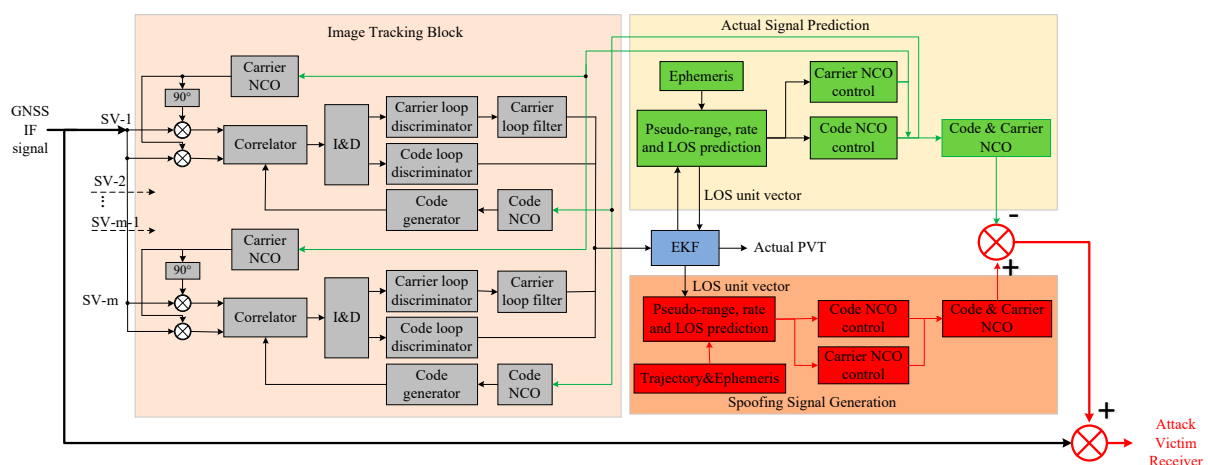 Image Tracking Block
Actual Signal Prediction
GNSS
IF
signal
SV-1
SV-2
⋮
SV-m-1
SV-m
Carrier
NCO
90°
Correlator
I&D
Carrier loop
discriminator
Carrier
loop filter
Code loop
discriminator
Code
generator
Code
NCO
Carrier
NCO
90°
Correlator
I&D
Carrier loop
discriminator
Carrier
loop filter
Code loop
discriminator
Code
generator
Code
NCO
Ephemeris
Pseudo-range, rate
and LOS prediction
Carrier NCO
control
Code NCO
control
Code & Carrier
NCO
LOS unit vector
EKF
Actual PVT
LOS unit vector
-
+
Pseudo-range, rate
and LOS prediction
Code NCO
control
Code & Carrier
NCO
Carrier NCO
control
Trajectory&Ephemeris
Spoofing Signal Generation
+
Attack
Victim
Receiver